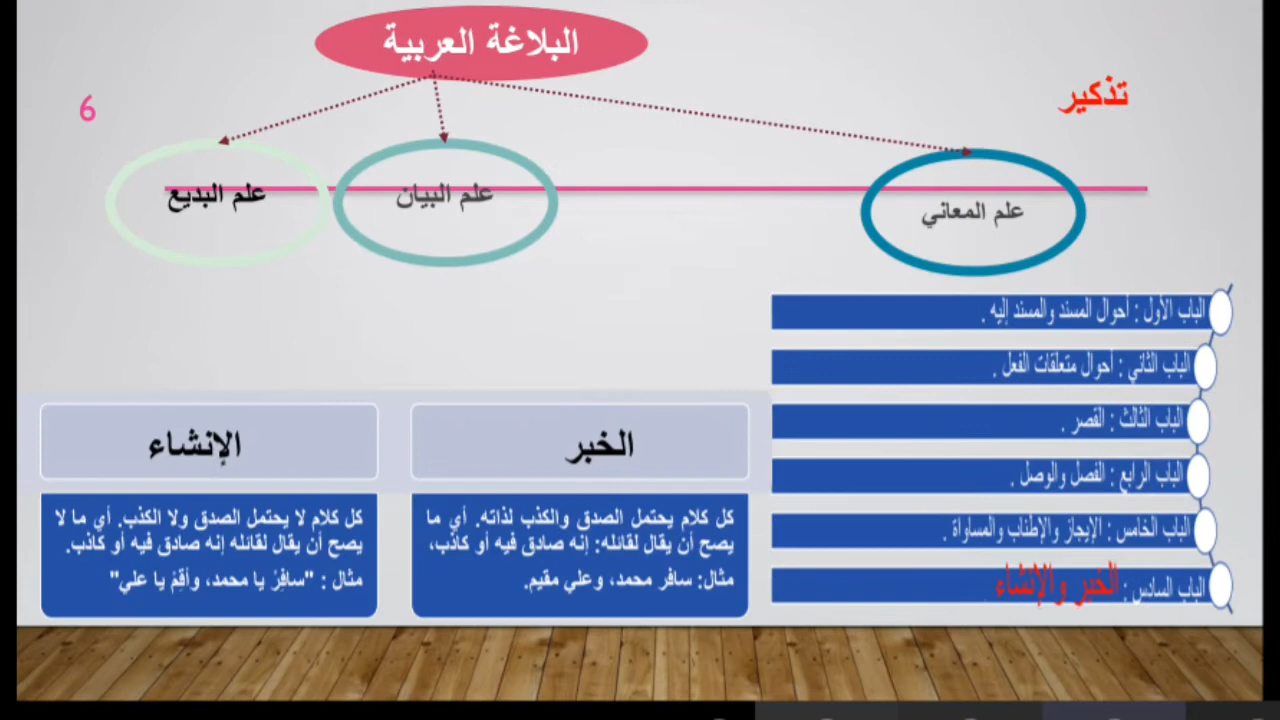 البلاغة العربية
تذكير
6
علم المعاني
علم البيان
علم البديع
الباب الأول : أحوال المسند والمسند إليه .
الباب الثاني : أحوال متعلقات الفعل .
الباب الثالث : القصر .
الباب الرابع : الفصل والوصل .
الباب الخامس : الإيجاز والإطناب والمساواة .
الباب السادس : الخبر والإنشاء .
الخبر
كل كلام يحتمل الصدق والكذب لذاته. أي ما
يصح أن يقال لقائله: إنه صادق فيه أو كاذب،
مثال: سافر محمد، وعلي مقيم.
الإنشاء
كل كلام لا يحتمل الصدق ولا الكذب. أي ما لا
يصح أن يقال لقائله إنه صادق فيه أو كاذب.
مثال : "سافِرْ يا محمد، وأقِمْ يا علي"